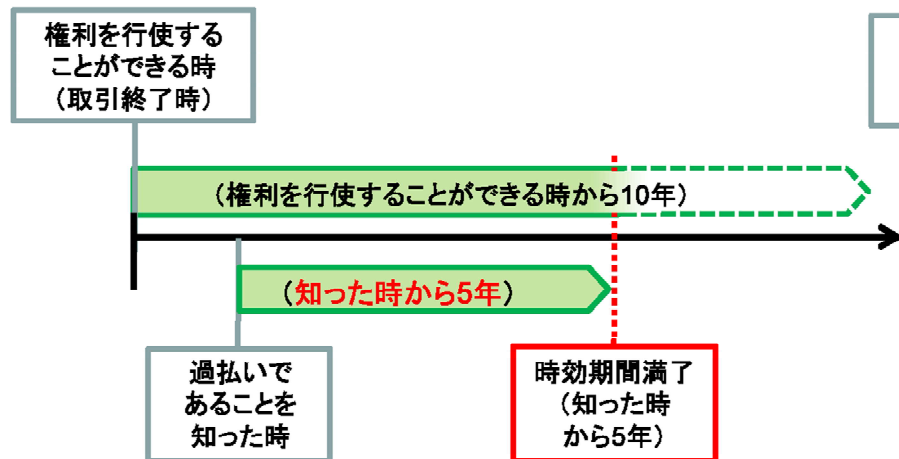 権利を行使する
ことができる時
（取引終了時）
（権利を行使することができる時から10年）
（知った時から5年）
過払いで
あることを
知った時
時効期間満了
（知った時
から5年）